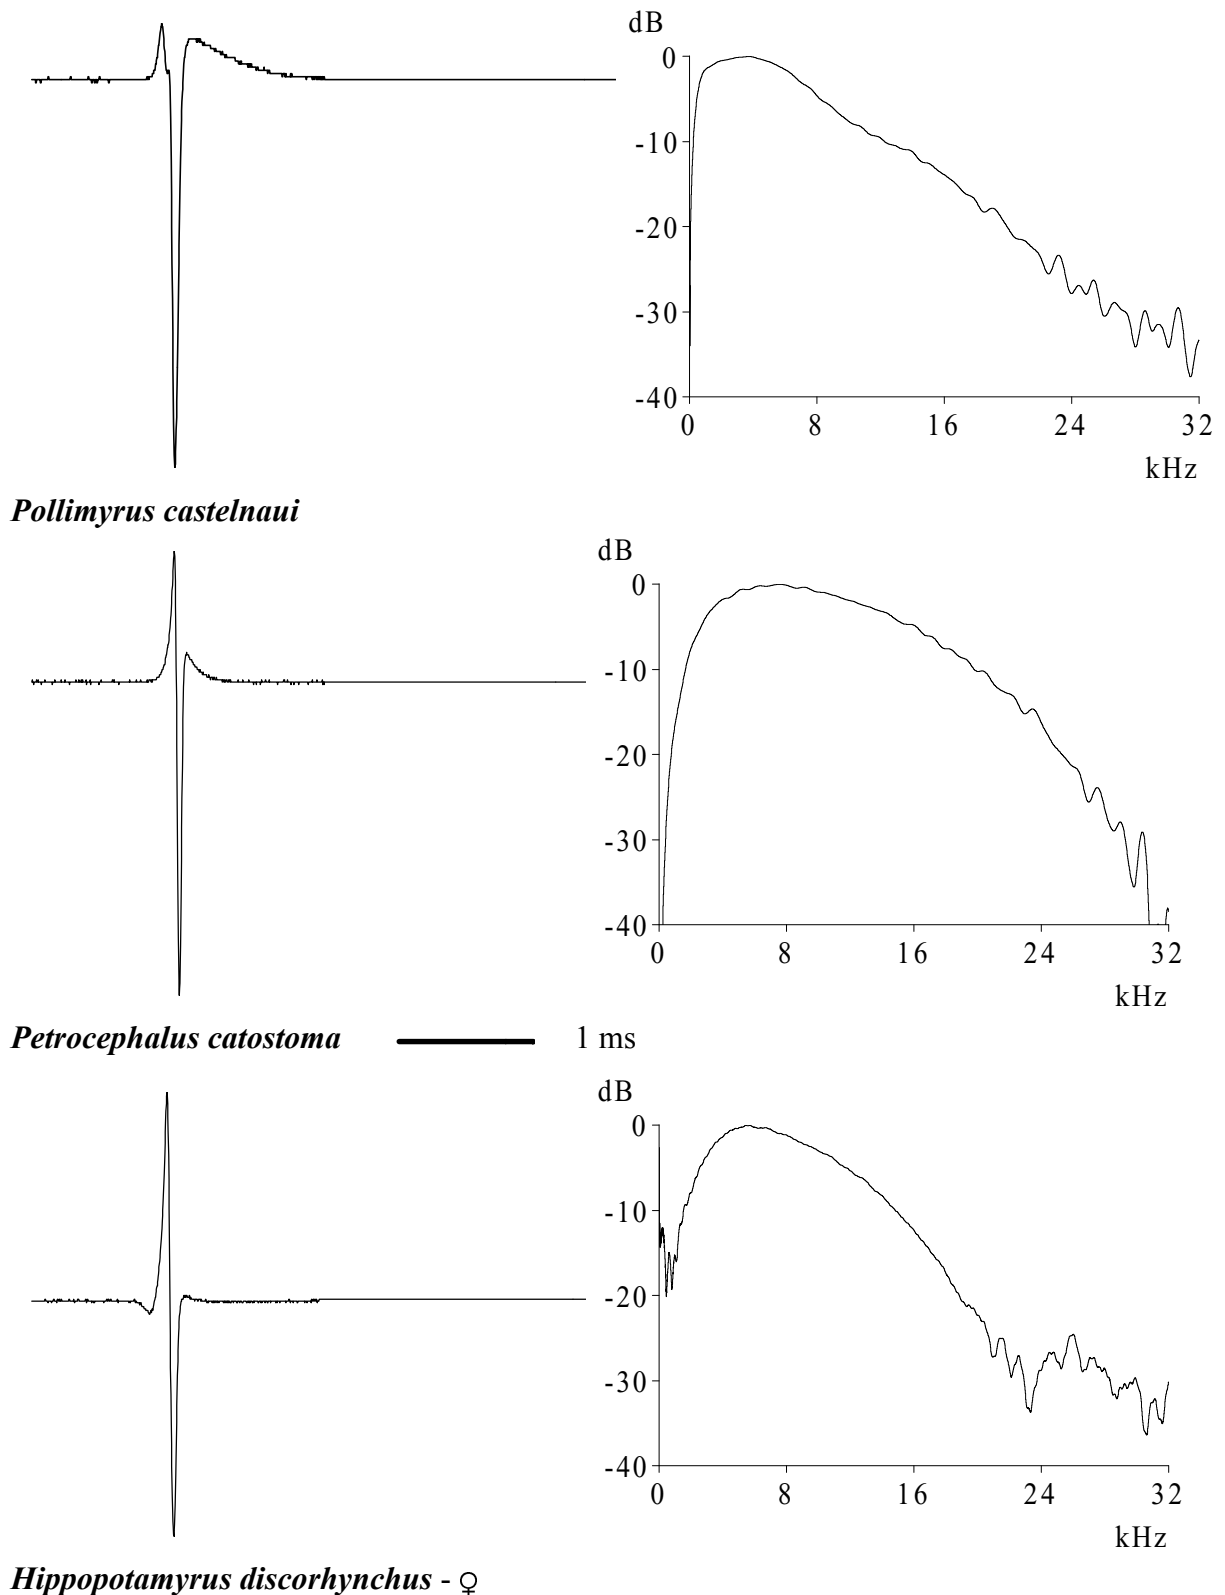 dB
0
-10
-20
-30
-40
0 8 16 24 32
kHz
Pollimyrus castelnaui
dB
0
-10
-20
-30
-40
0 8 16 24 32
kHz
Petrocephalus catostoma 1 ms
dB
0
-10
-20
-30
-40
0 8 16 24 32
kHz
Hippopotamyrus discorhynchus - ♀